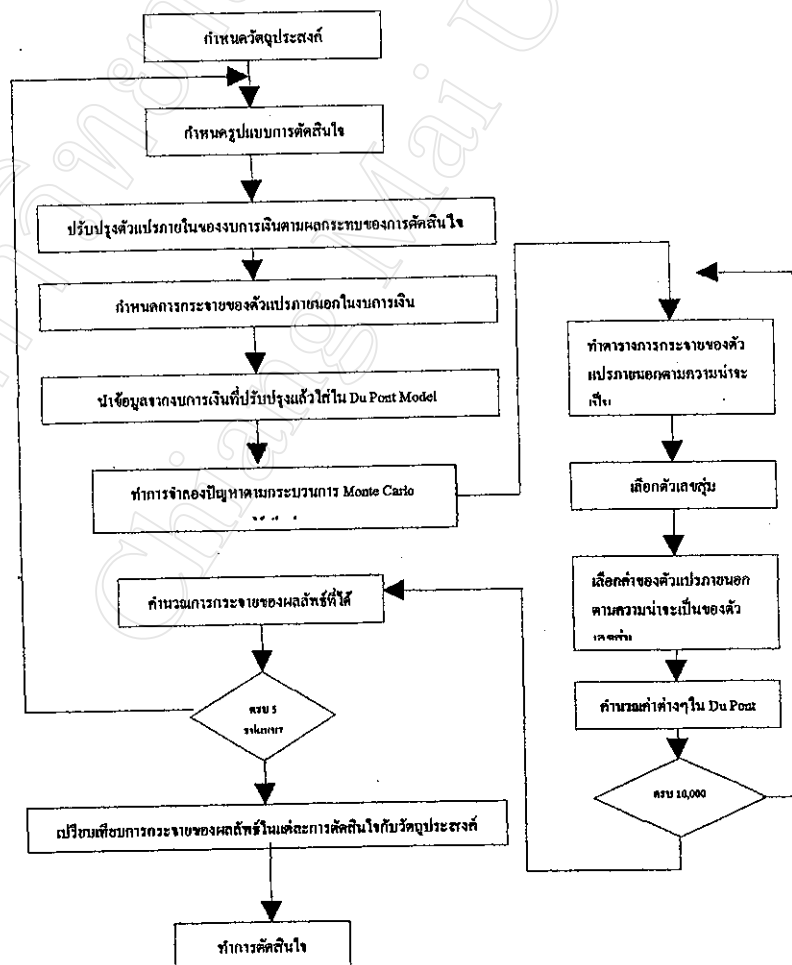 กำหนดวัตถุประสงค์
กำหนดรูปแบบการตัดสินใจ
ปรับปรุงตัวแปรภายในของงบการเงินตามผลกระทบของการตัดสินใจ
กำหนดการกระจายของตัวแปรภายนอกในงบการเงิน
นำข้อมูลจากงบการเงินที่ปรับปรุงแล้วใส่ใน Du Pont Model
ทำการจำลองปัญหาตามกระบวนการ Monte Carlo
ทำตารางการกระจายของตัว
แปรภายนอกตามความน่าจะ
เป็น
เลือกตัวเลขสุ่ม
เลือกค่าของตัวแปรภายนอก
ตามความน่าจะเป็นของตัว
เลขสุ่ม
คำนวณค่าต่างๆใน Du Pont
ครบ 10,000
คำนวณการกระจายของผลลัพธ์ที่ได้
ครบ 5
รูปแบบ
เปรียบเทียบการกระจายของผลลัพธ์ในแต่ละการตัดสินใจกับวัตถุประสงค์
ทำการตัดสินใจ
Chiang Mai U